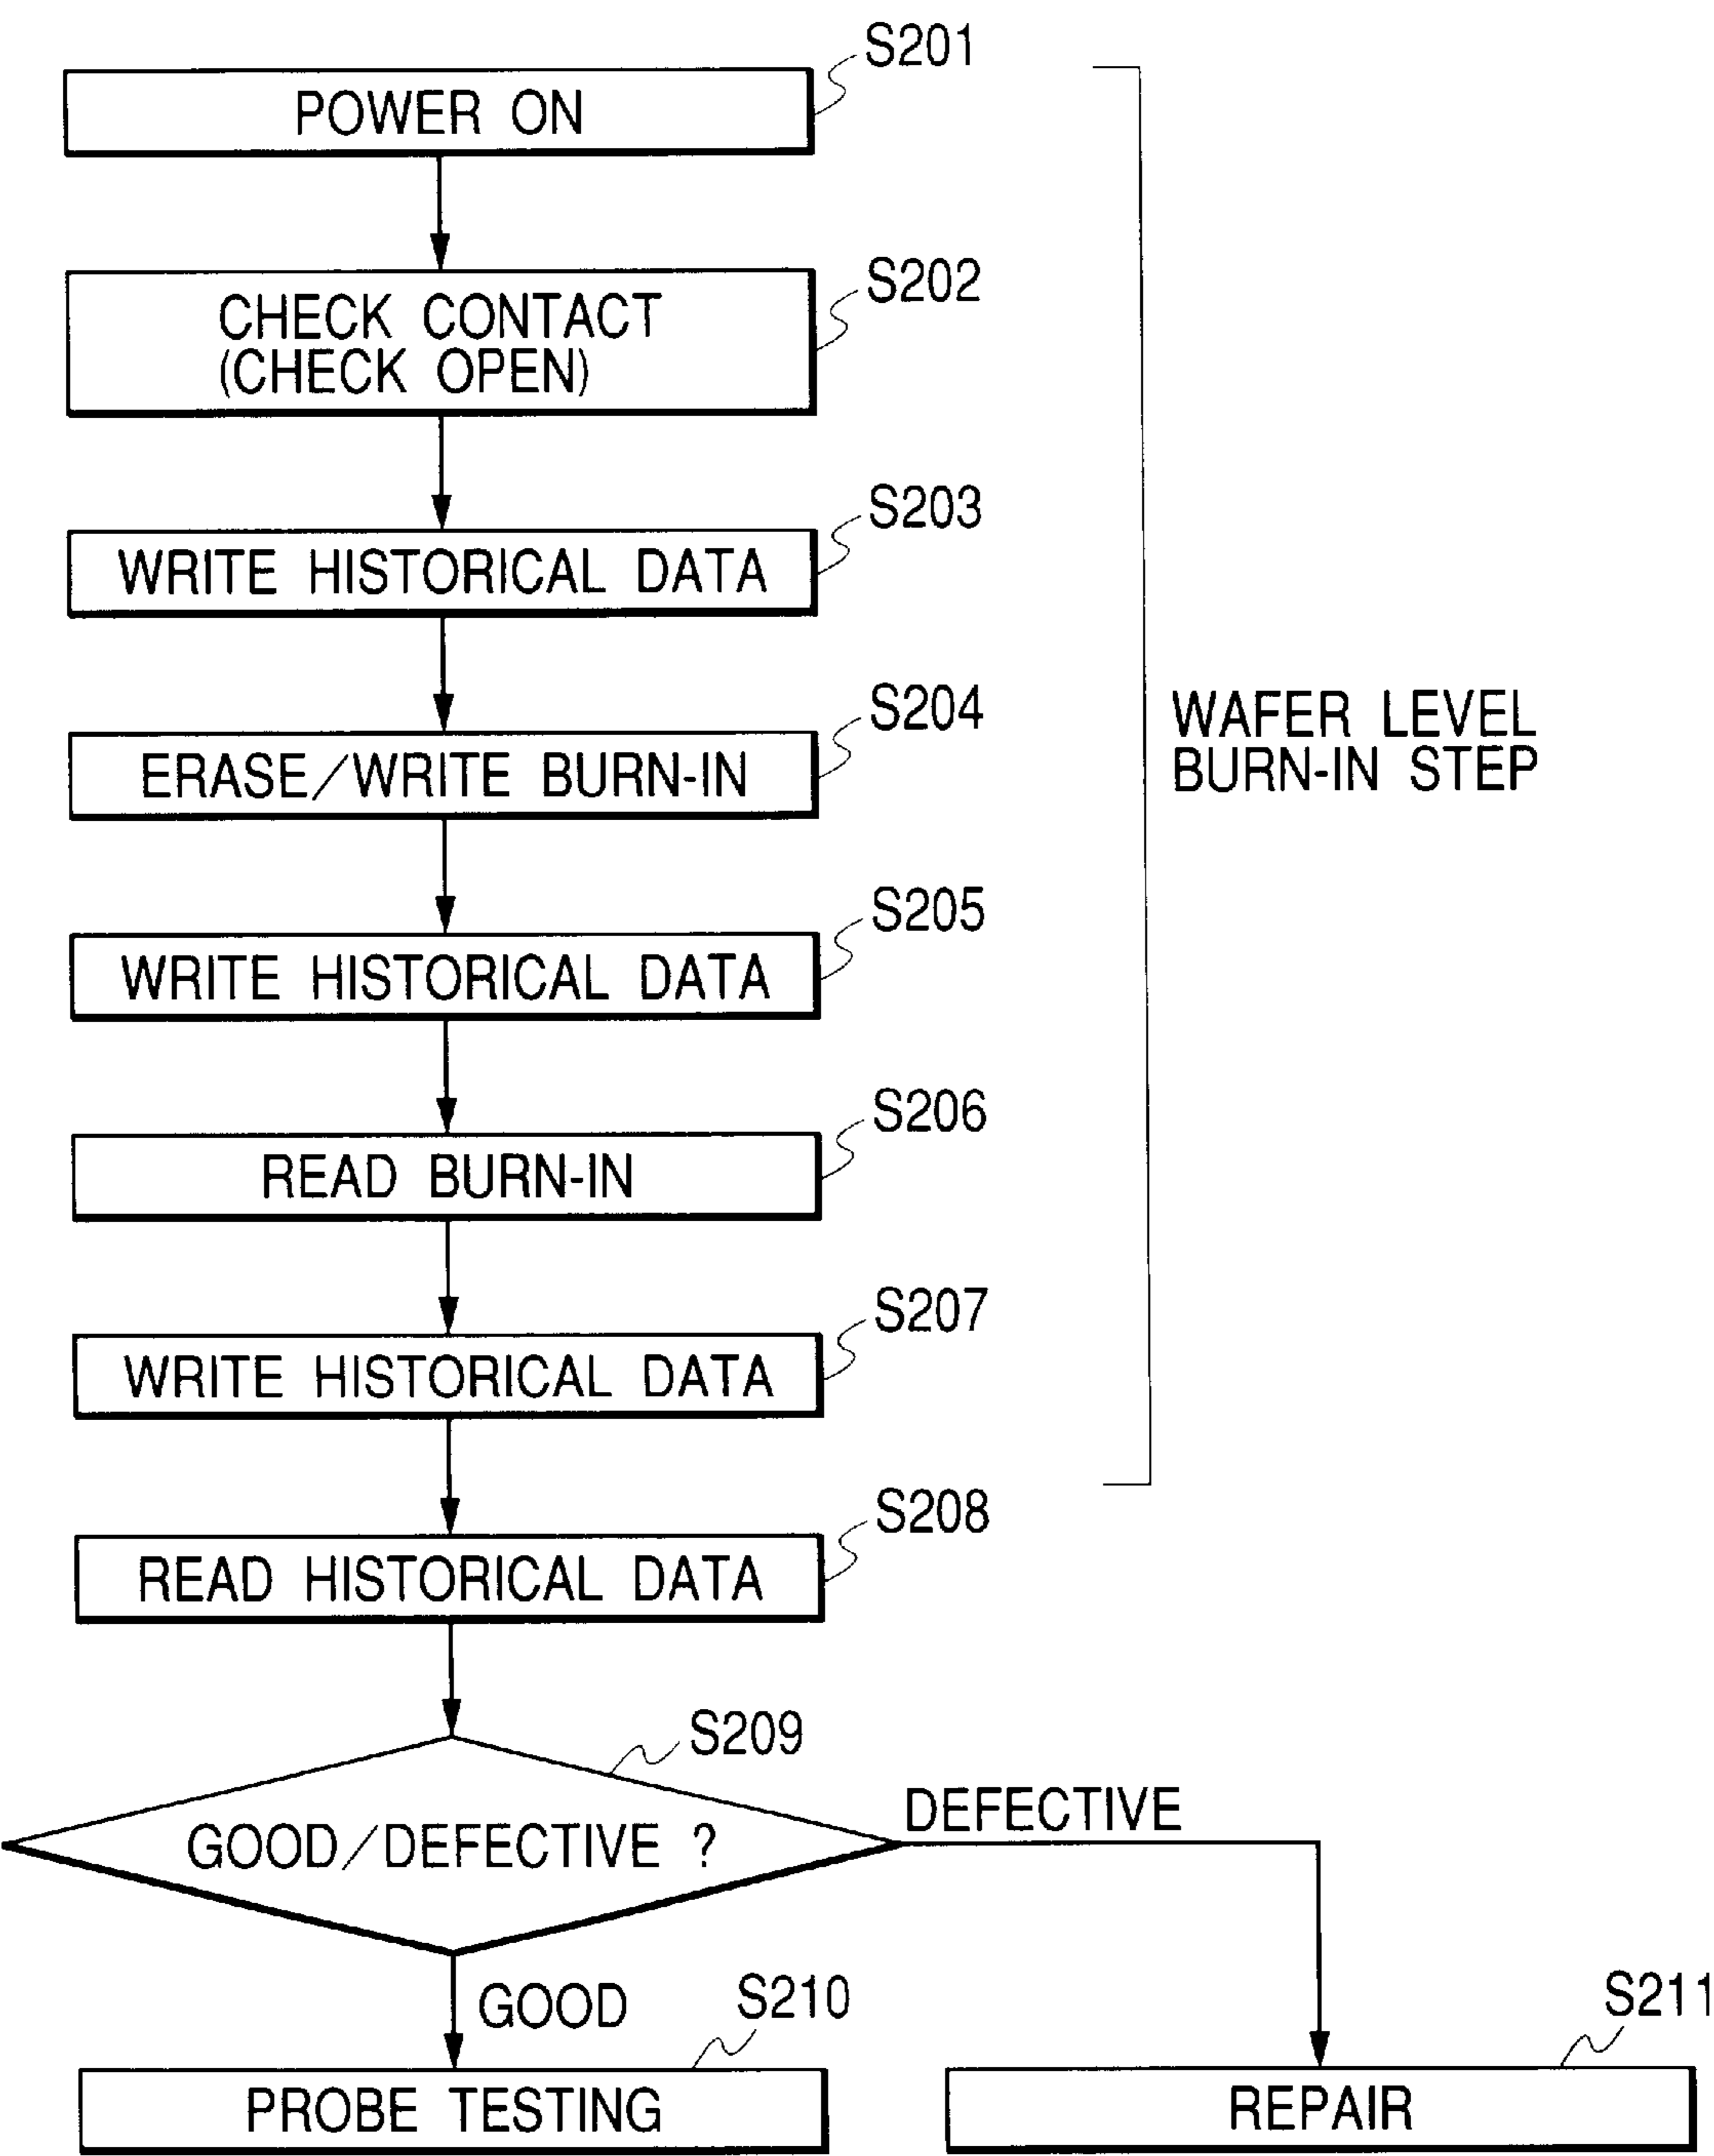 S201
POWER ON
S202
CHECK CONTACT
(CHECK OPEN)
S203
WRITE HISTORICAL DATA
S204
ERASE/WRITE BURN-IN
WAFER LEVEL
BURN-IN STEP
S205
WRITE HISTORICAL DATA
S206
READ BURN-IN
S207
WRITE HISTORICAL DATA
S208
READ HISTORICAL DATA
S209
GOOD/DEFECTIVE ?
DEFECTIVE
GOOD
S210
PROBE TESTING
S211
REPAIR